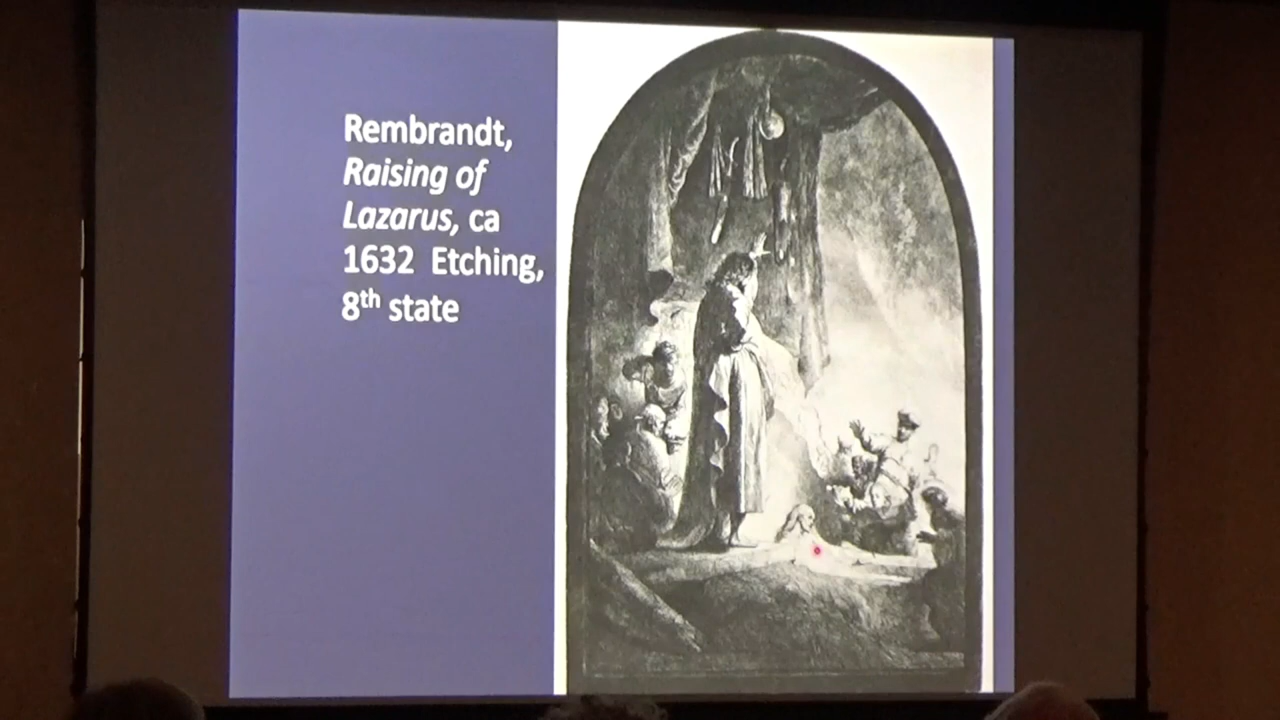 Rembrandt,
Raising of
Lazarus, ca
1632 Etching,
8th state